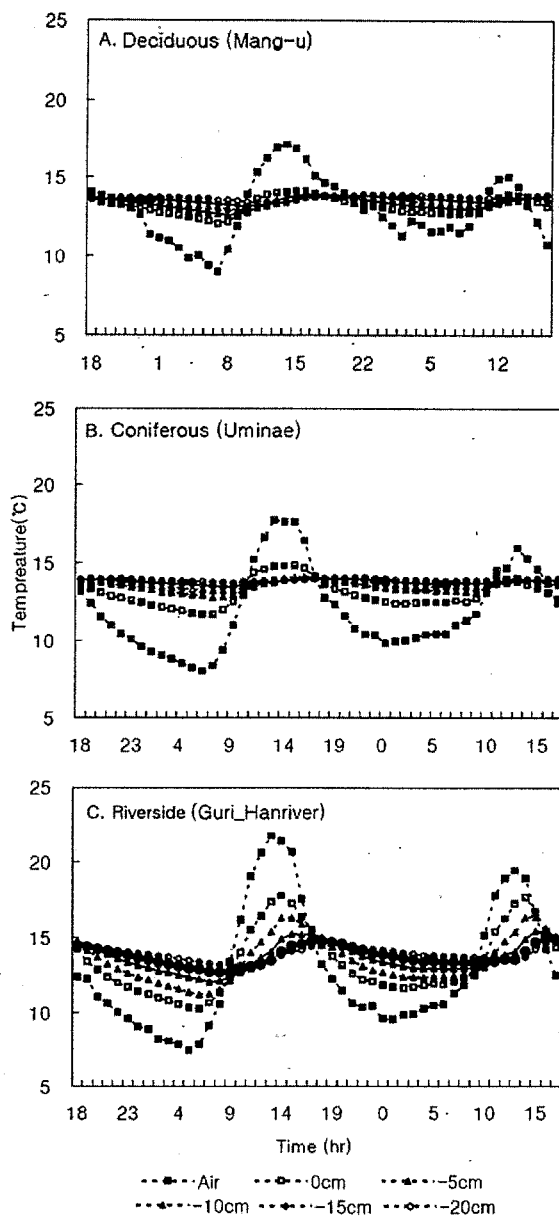 25
A. Deciduous (Mang-u)
20
15
10
5
18 1 8 15 22 5 12
25
B. Coniferous (Uminae)
20
15
10
5
18 23 4 9 14 19 0 5 10 15
Tempreature(℃)
25
C. Riverside (Guri_Hanriver)
20
15
10
5
18 23 4 9 14 19 0 5 10 15
Time (hr)
Air 0cm -5cm
-10cm -15cm -20cm